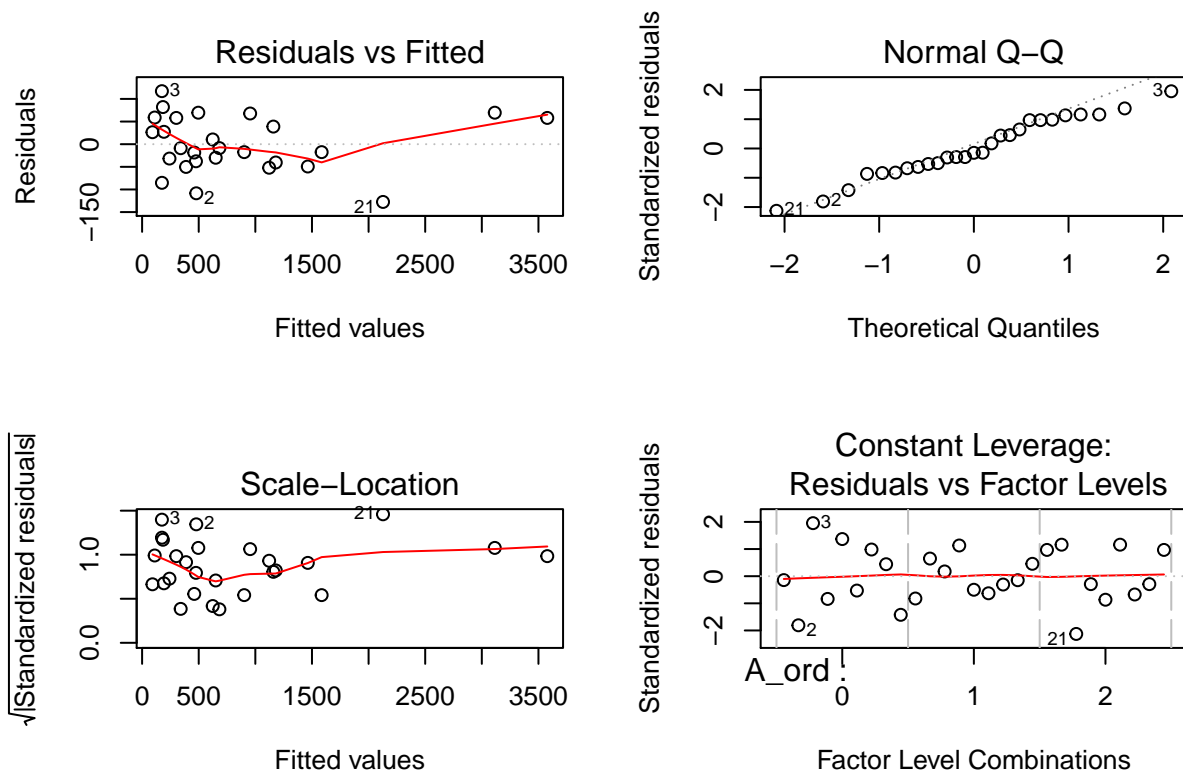 Residuals vs Fitted
Residuals
0
−150
3
2
21
0 500 1500 2500 3500
Fitted values
Normal Q−Q
Standardized residuals
2
0
−2
3
2
21
−2 −1 0 1 2
Theoretical Quantiles
Scale−Location
√|Standardized residuals|
1.0
0.0
3
2
21
0 500 1500 2500 3500
Fitted values
Constant Leverage:
Residuals vs Factor Levels
Standardized residuals
2
0
−2
3
2
21
A_ord :
0 1 2
Factor Level Combinations